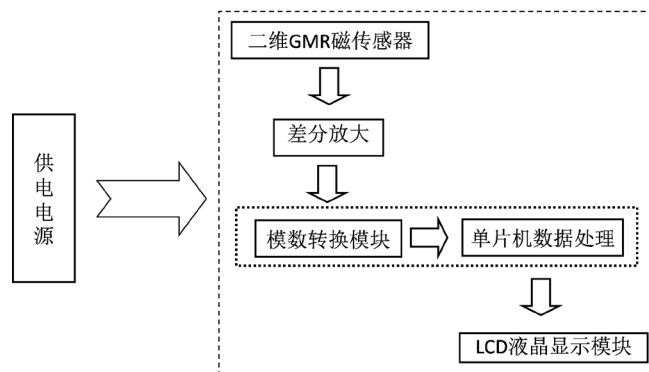 二维GMR磁传感器
差分放大
供电电源
模数转换模块
单片机数据处理
LCD液晶显示模块